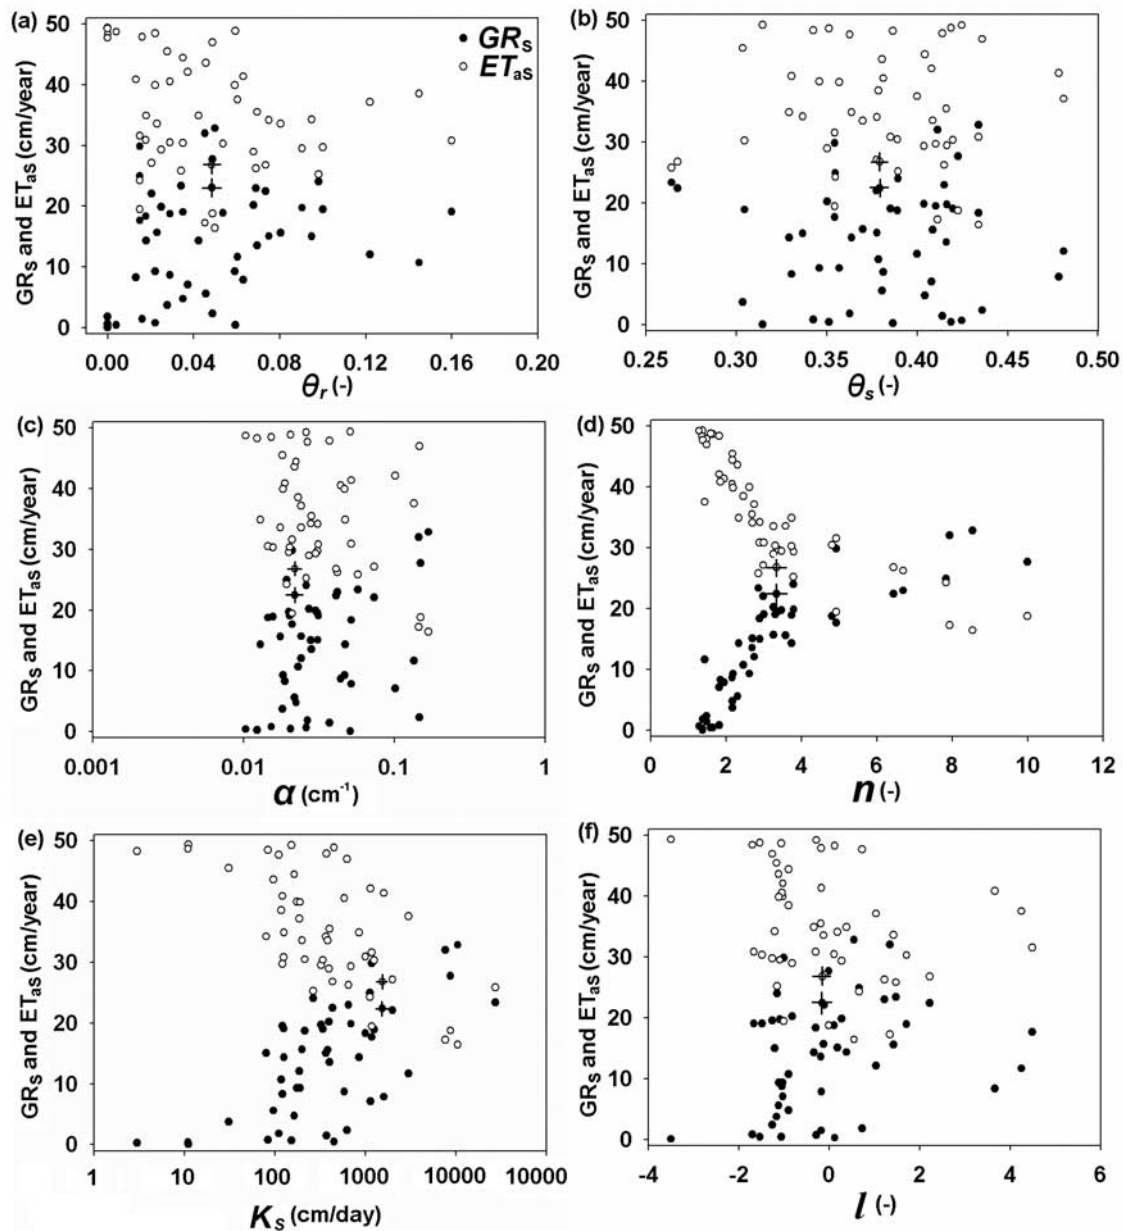 (a)
50
40
30
20
10
0
GRS and ETaS (cm/year)
● GRS
○ ETaS
0.00 0.04 0.08 0.12 0.16 0.20
θr (-)
(b)
50
40
30
20
10
0
GRS and ETaS (cm/year)
0.25 0.30 0.35 0.40 0.45 0.50
θs (-)
(c)
50
40
30
20
10
0
GRS and ETaS (cm/year)
0.001 0.01 0.1 1
α (cm-1)
(d)
50
40
30
20
10
0
GRS and ETaS (cm/year)
0 2 4 6 8 10 12
n (-)
(e)
50
40
30
20
10
0
GRS and ETaS (cm/year)
1 10 100 1000 10000 100000
KS (cm/day)
(f)
50
40
30
20
10
0
GRS and ETaS (cm/year)
-4 -2 0 2 4 6
l (-)